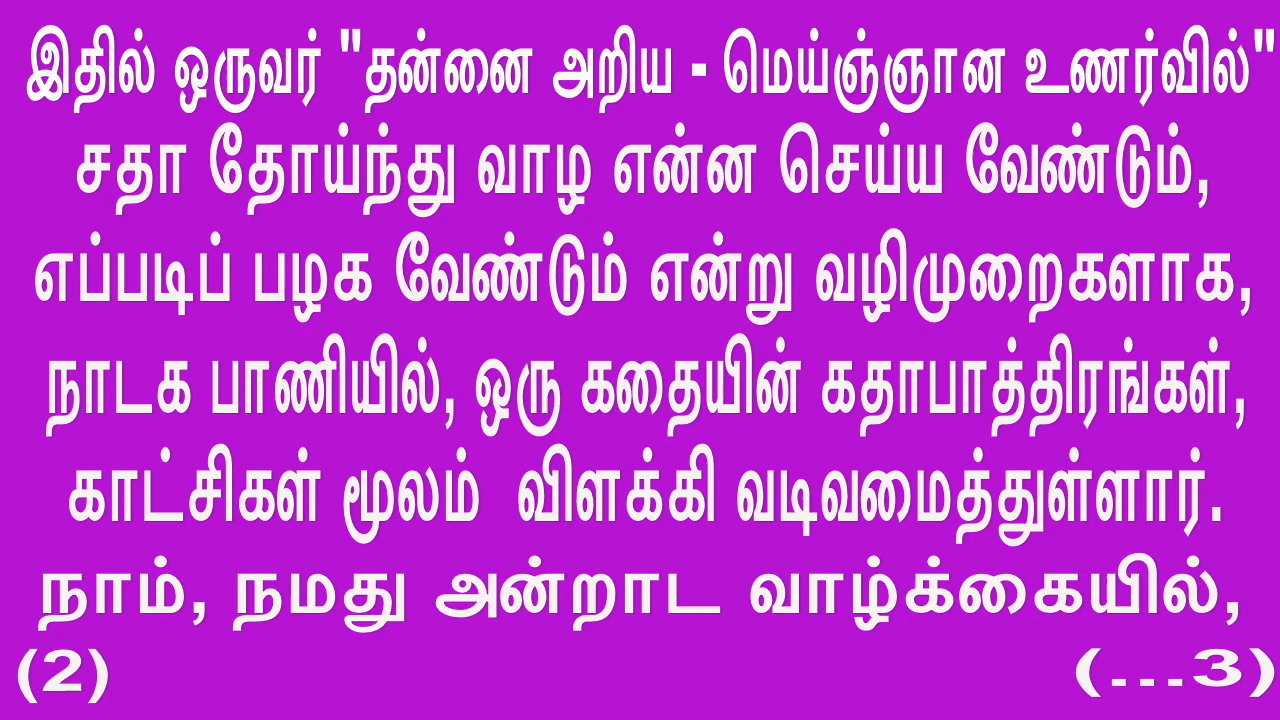 இதில் ஒருவர் "தன்னை அறிய - மெய்ஞ்ஞான உணர்வில்"
சதா தோய்ந்து வாழ என்ன செய்ய வேண்டும்,
எப்படிப் பழக வேண்டும் என்று வழிமுறைகளாக,
நாடக பாணியில், ஒரு கதையின் கதாபாத்திரங்கள்,
காட்சிகள் மூலம் விளக்கி வடிவமைத்துள்ளார்.
நாம், நமது அன்றாட வாழ்க்கையில்,
(2) (...3)